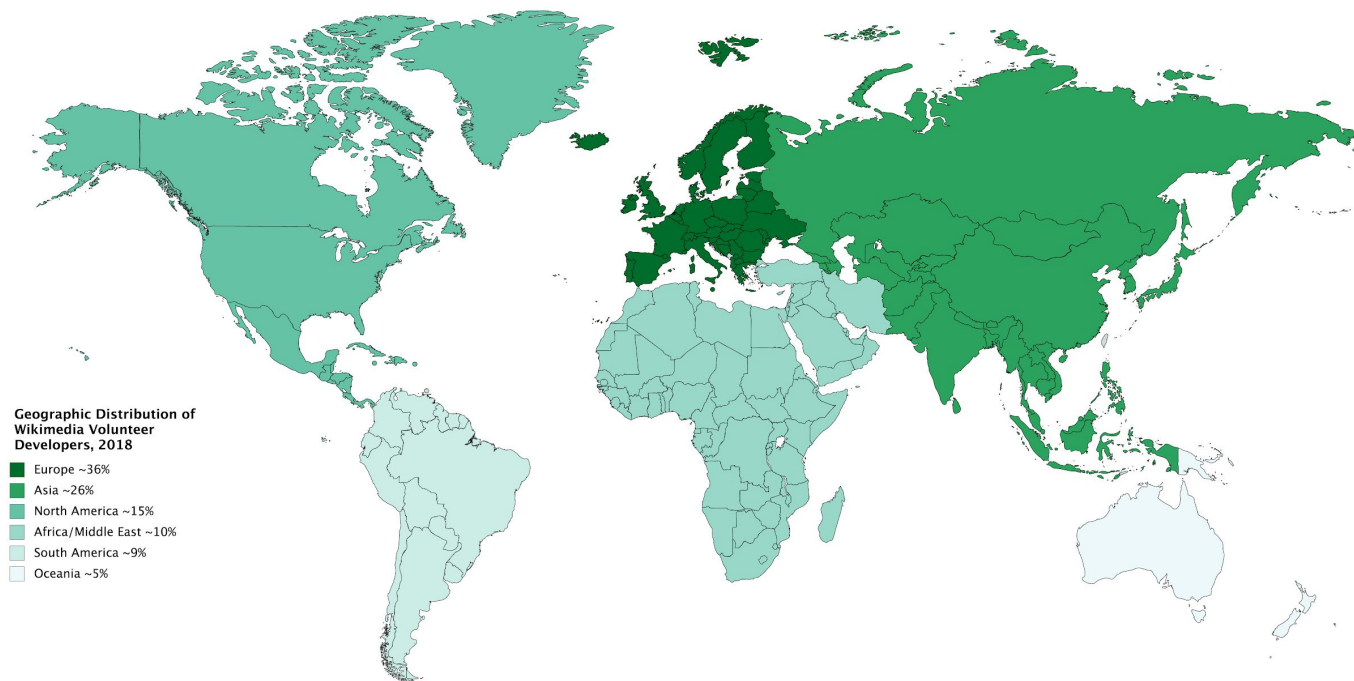 Geographic Distribution of
Wikimedia Volunteer
Developers, 2018
Europe ~36%
Asia ~26%
North America ~15%
Africa/Middle East ~10%
South America ~9%
Oceania ~5%